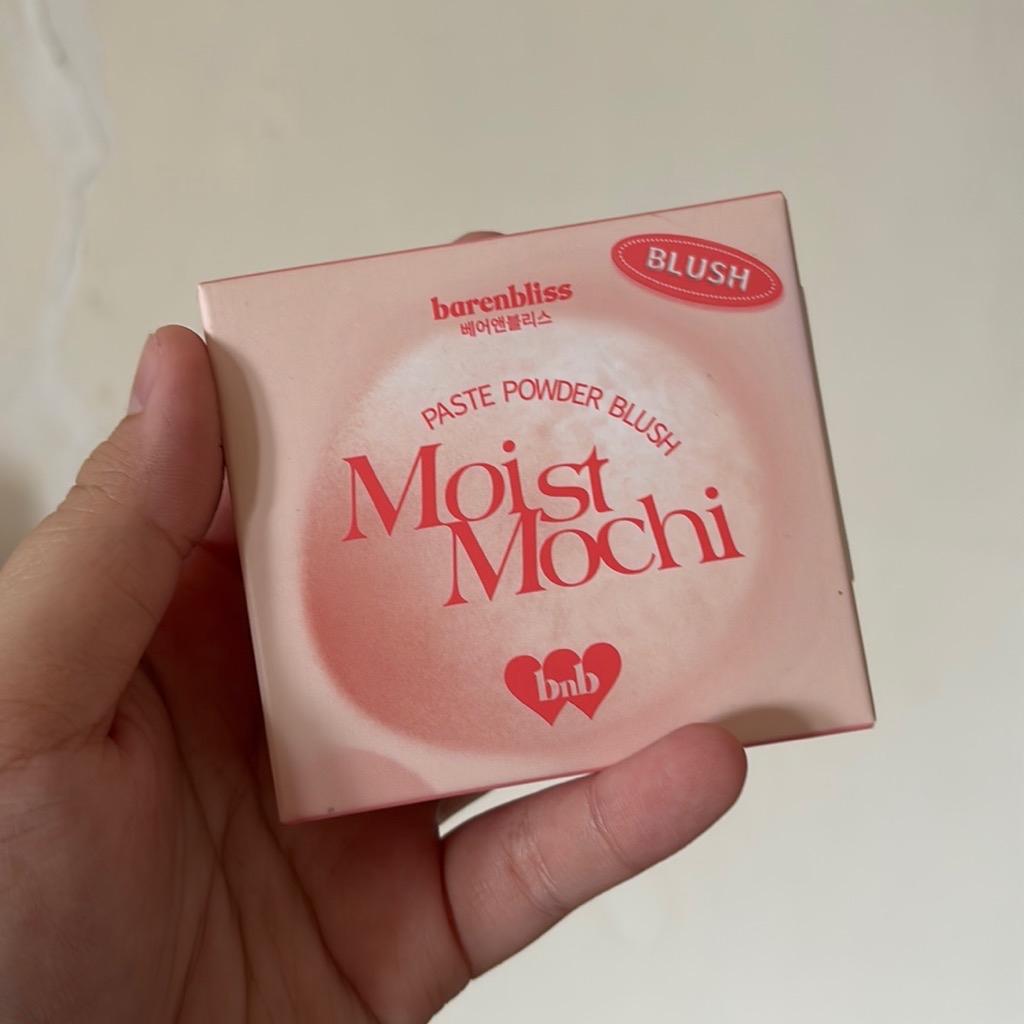 BLUSH
barenbliss
베어앤블리스
PASTE POWDER BLUSH
Moist
Mochi
bnb